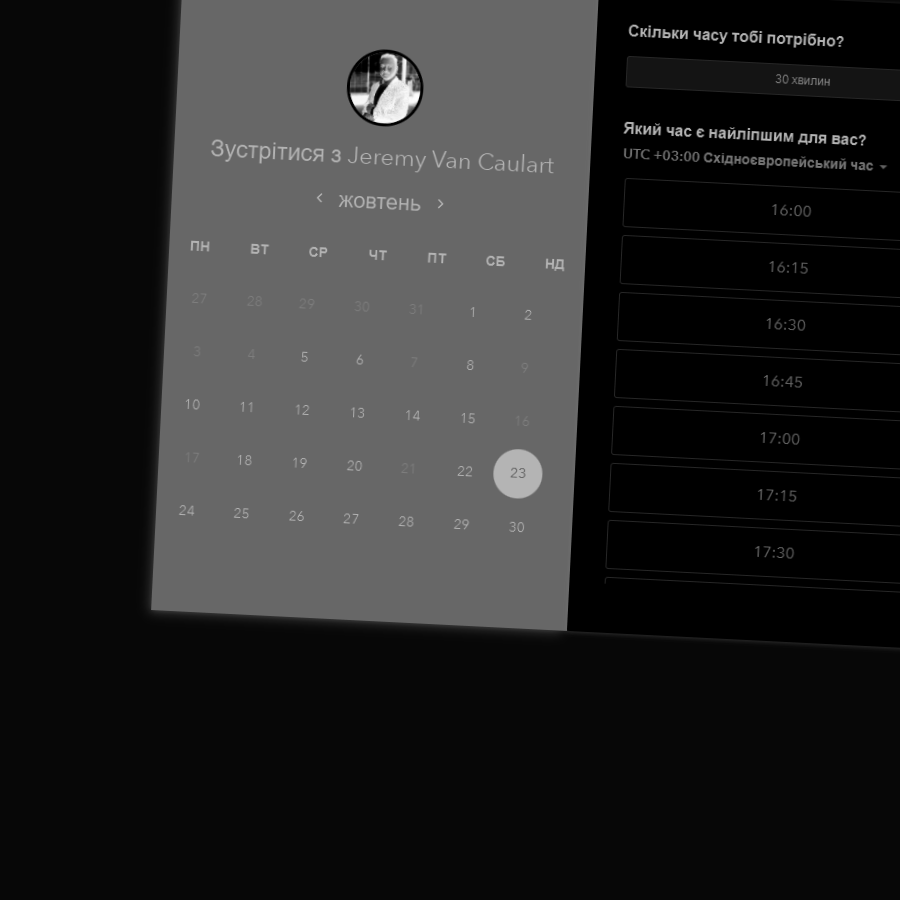 Зустрітися з Jeremy Van Caulart
‹ жовтень ›
ПН ВТ СР ЧТ ПТ СБ НД
27 28 29 30 31 1 2
3 4 5 6 7 8 9
10 11 12 13 14 15 16
17 18 19 20 21 22 23
24 25 26 27 28 29 30
Скільки часу тобі потрібно?
30 хвилин
Який час є найліпшим для вас?
UTC +03:00 Східноєвропейський час
16:00
16:15
16:30
16:45
17:00
17:15
17:30